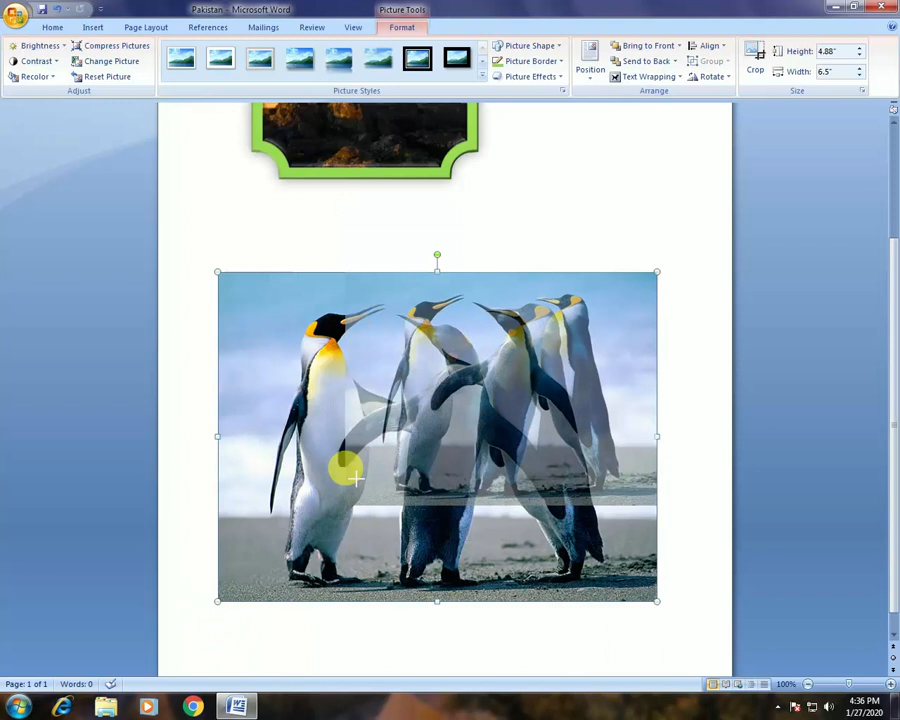 Pakistan - Microsoft Word
Picture Tools
Home Insert Page Layout References Mailings Review View Format
Brightness Compress Pictures Picture Shape Bring to Front Align Height: 4.88"
Contrast Change Picture Picture Border Send to Back Group Width: 6.5"
Recolor Reset Picture Picture Effects Position Text Wrapping Rotate Crop
Adjust Picture Styles Arrange Size
Page: 1 of 1 Words: 0 100%
4:36 PM
1/27/2020